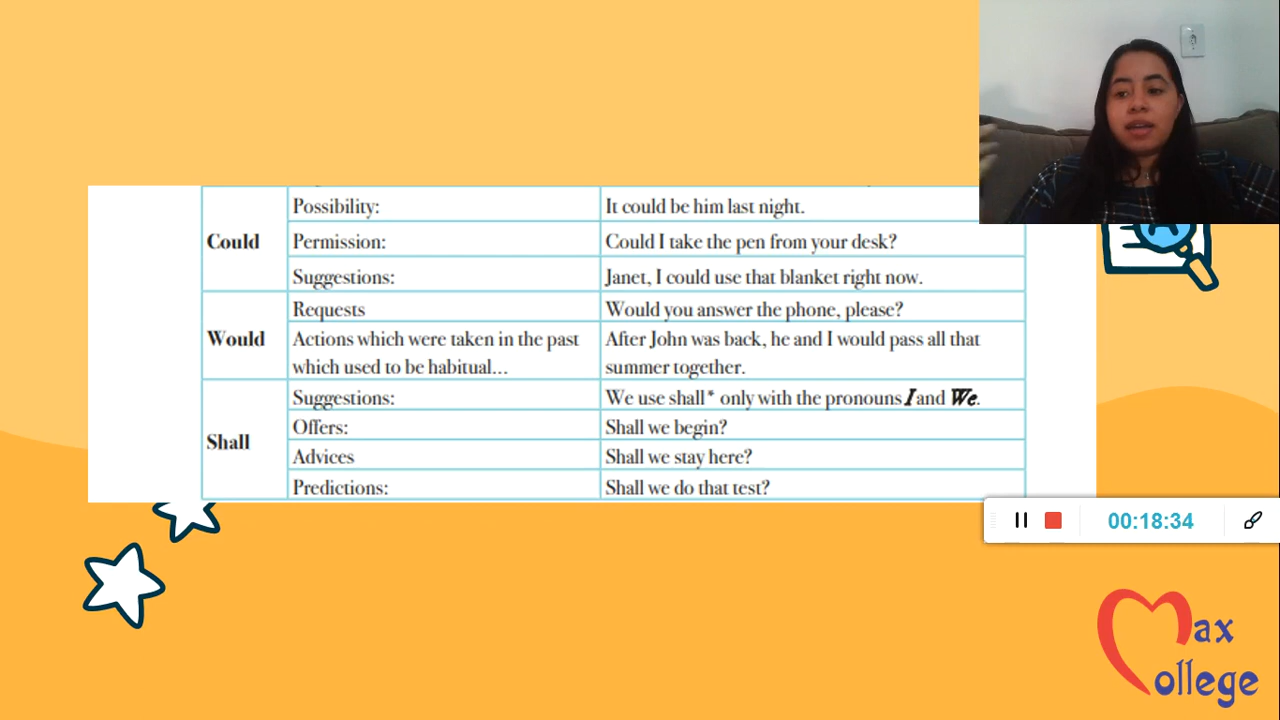 Possibility:
It could be him last night.
Could
Permission:
Could I take the pen from your desk?
Suggestions:
Janet, I could use that blanket right now.
Requests
Would you answer the phone, please?
Would
Actions which were taken in the past
which used to be habitual...
After John was back, he and I would pass all that
summer together.
Suggestions:
We use shall* only with the pronouns I and We.
Shall
Offers:
Shall we begin?
Advices
Shall we stay here?
Predictions:
Shall we do that test?
00:18:34
Max
College